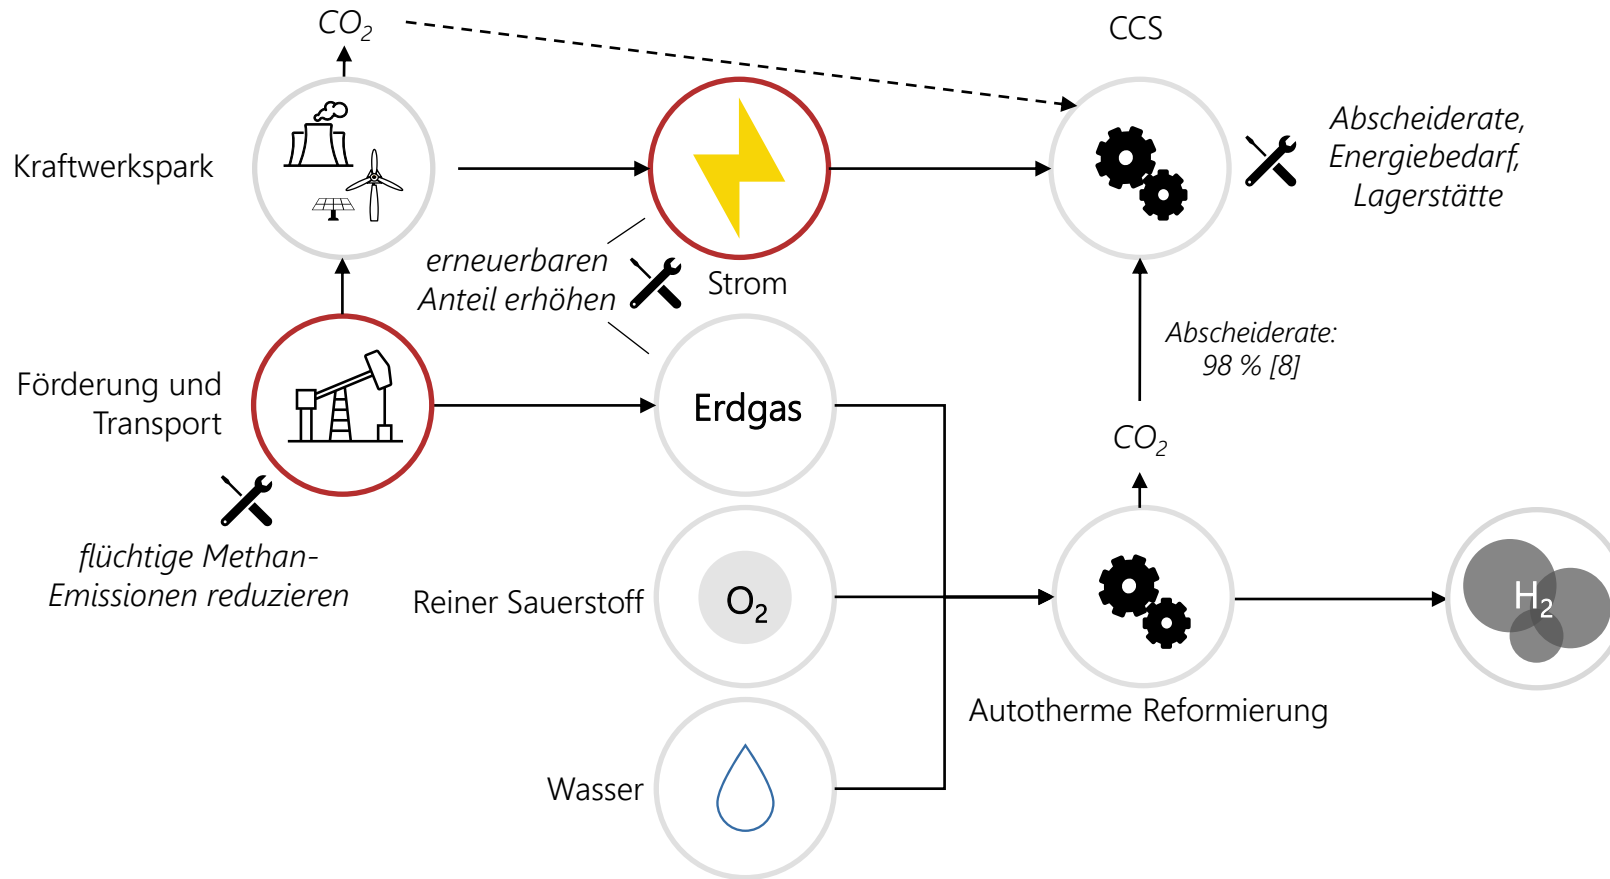 CO₂
CCS
Kraftwerkspark
Abscheiderate,
Energiebedarf,
Lagerstätte
erneuerbaren
Anteil erhöhen
Strom
Förderung und
Transport
Erdgas
Abscheiderate:
98 % [8]
CO₂
flüchtige Methan-
Emissionen reduzieren
Reiner Sauerstoff
O₂
H₂
Autotherme Reformierung
Wasser